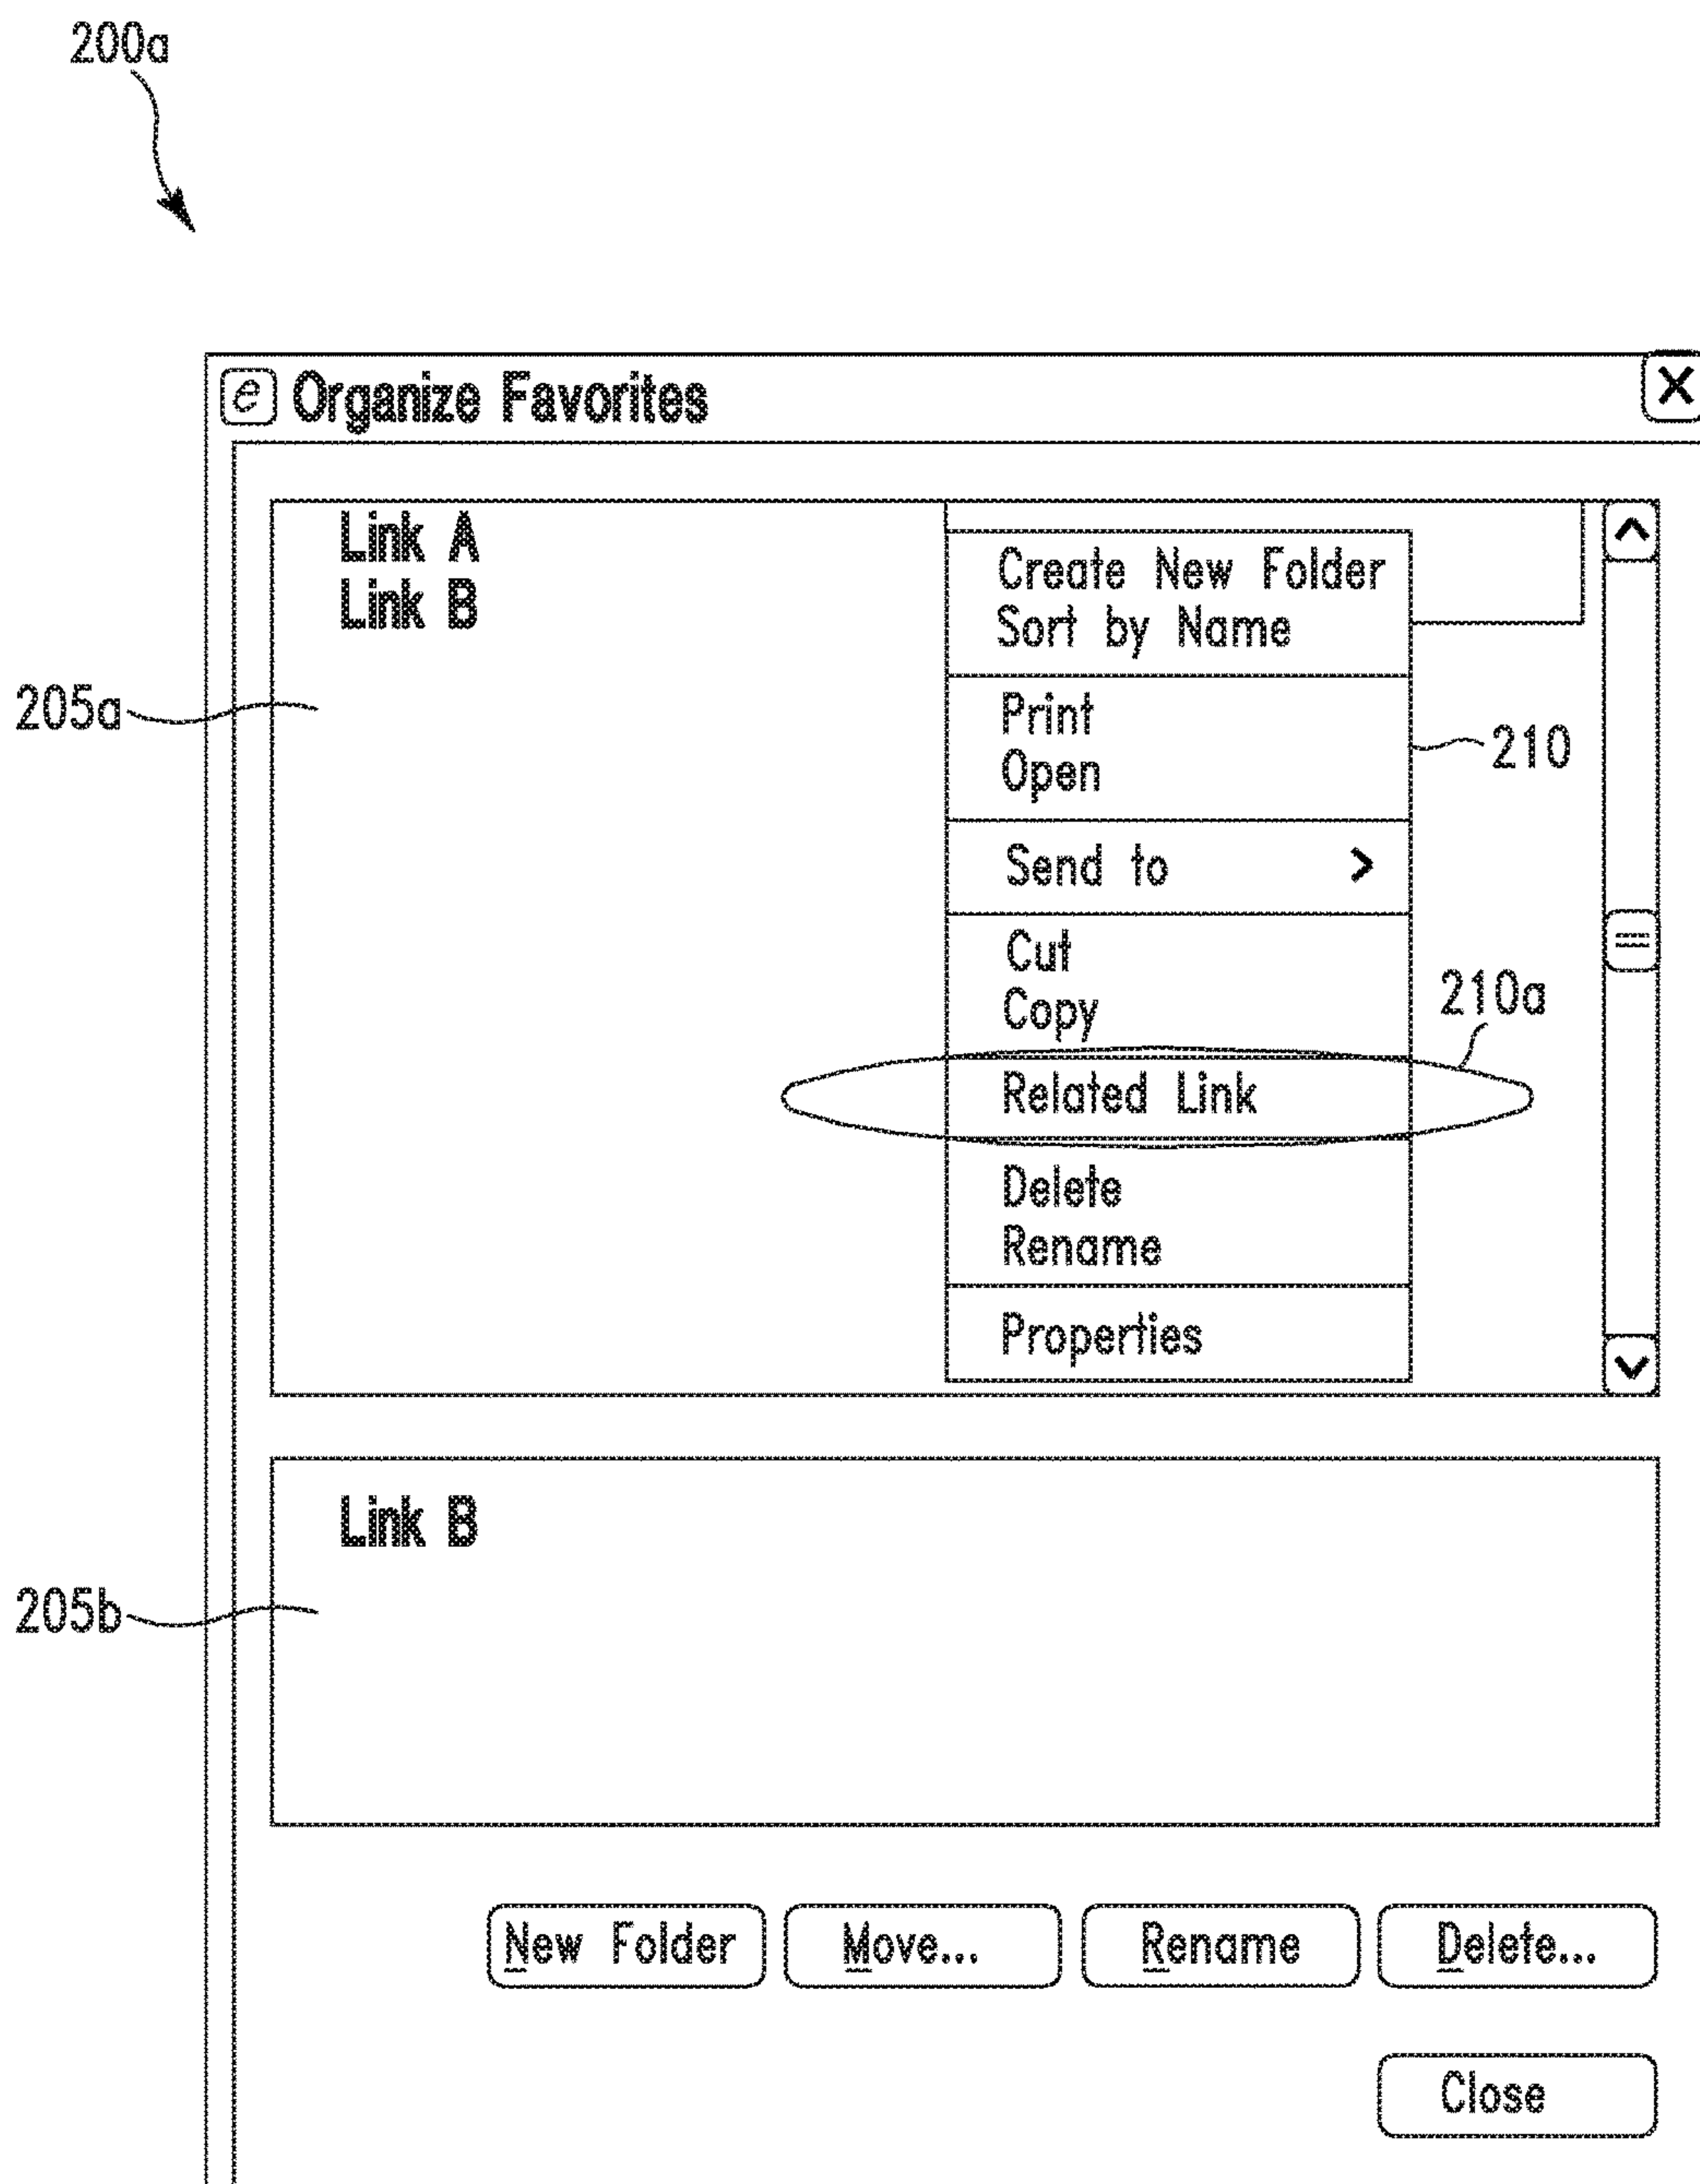 200a
e Organize Favorites X
Link A
Link B
205a
Create New Folder
Sort by Name
Print
Open
210
Send to >
Cut
Copy
210a
Related Link
Delete
Rename
Properties
Link B
205b
New Folder Move... Rename Delete...
Close